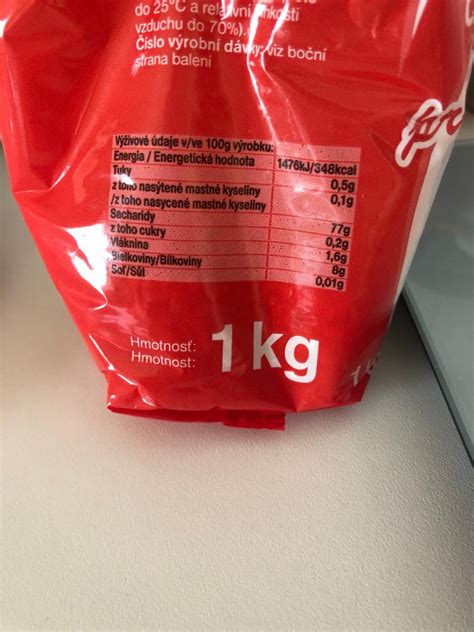 do 25°C a relativní vlhkosti
vzduchu do 70%).
Číslo výrobní dávky: viz boční
strana balení
Výživové údaje v/ve 100g výrobku:
Energia / Energetická hodnota 1476kJ/348kcal
Tuky 0,5g
z toho nasýtené mastné kyseliny 0,1g
/z toho nasycené mastné kyseliny
Sacharidy 77g
z toho cukry 0,2g
Vláknina 1,6g
Bielkoviny/Bílkoviny 8g
Soľ/Sůl 0,01g
Hmotnosť: 1 kg
Hmotnost: